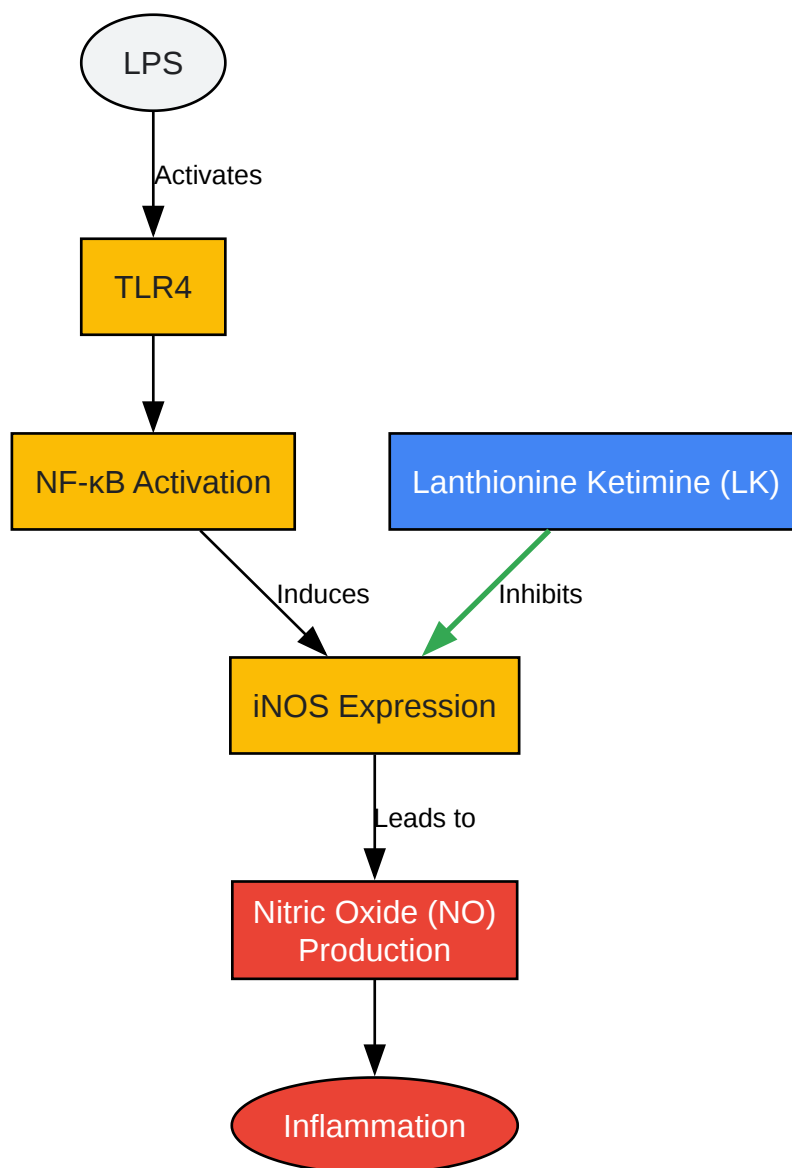 LPS
Activates
TLR4
NF-κB Activation
Lanthionine Ketimine (LK)
Induces
Inhibits
iNOS Expression
Leads to
Nitric Oxide (NO)
Production
Inflammation